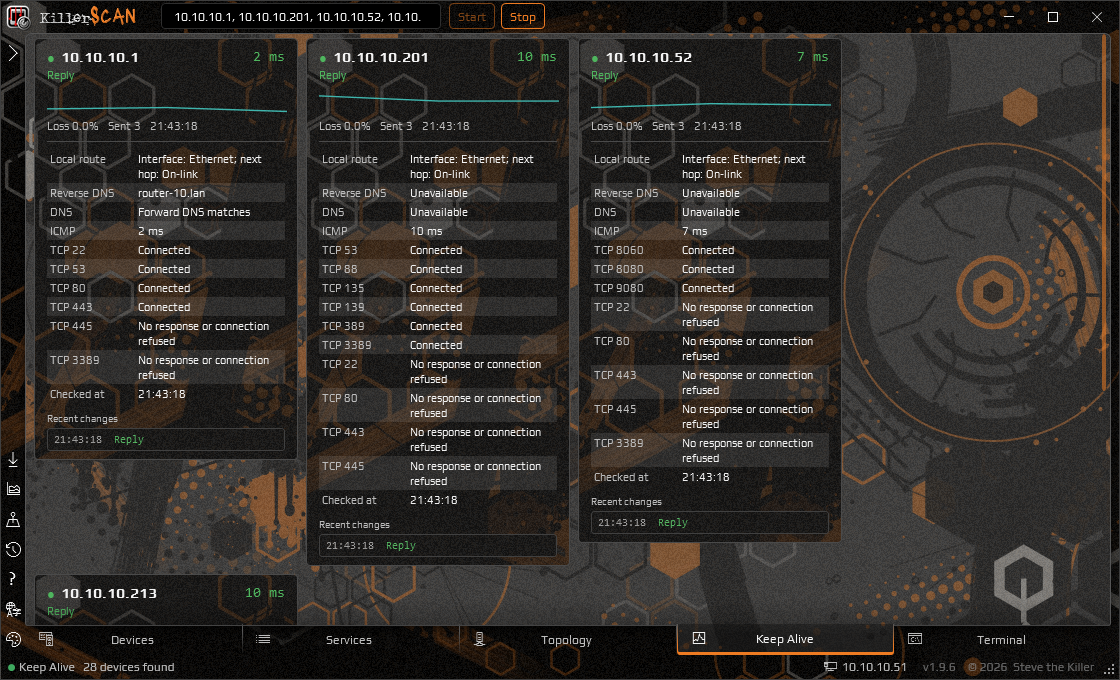 KillerSCAN
10.10.10.1, 10.10.10.201, 10.10.10.52, 10.10.
Start
Stop
10.10.10.1
2 ms
Reply
Loss 0.0% Sent 3 21:43:18
Local route Interface: Ethernet; next
hop: On-link
Reverse DNS router-10.lan
DNS Forward DNS matches
ICMP 2 ms
TCP 22 Connected
TCP 53 Connected
TCP 80 Connected
TCP 443 Connected
TCP 445 No response or connection
refused
TCP 3389 No response or connection
refused
Checked at 21:43:18
Recent changes
21:43:18 Reply
10.10.10.201
10 ms
Reply
Loss 0.0% Sent 3 21:43:18
Local route Interface: Ethernet; next
hop: On-link
Reverse DNS Unavailable
DNS Unavailable
ICMP 10 ms
TCP 53 Connected
TCP 88 Connected
TCP 135 Connected
TCP 139 Connected
TCP 389 Connected
TCP 3389 Connected
TCP 22 No response or connection
refused
TCP 80 No response or connection
refused
TCP 443 No response or connection
refused
TCP 445 No response or connection
refused
Checked at 21:43:18
Recent changes
21:43:18 Reply
10.10.10.52
7 ms
Reply
Loss 0.0% Sent 3 21:43:18
Local route Interface: Ethernet; next
hop: On-link
Reverse DNS Unavailable
DNS Unavailable
ICMP 7 ms
TCP 8060 Connected
TCP 8080 Connected
TCP 9080 Connected
TCP 22 No response or connection
refused
TCP 80 No response or connection
refused
TCP 443 No response or connection
refused
TCP 445 No response or connection
refused
TCP 3389 No response or connection
refused
Checked at 21:43:18
Recent changes
21:43:18 Reply
10.10.10.213
10 ms
Reply
Devices
Services
Topology
Keep Alive
Terminal
Keep Alive 28 devices found
10.10.10.51 v1.9.6 © 2026 Steve the Killer